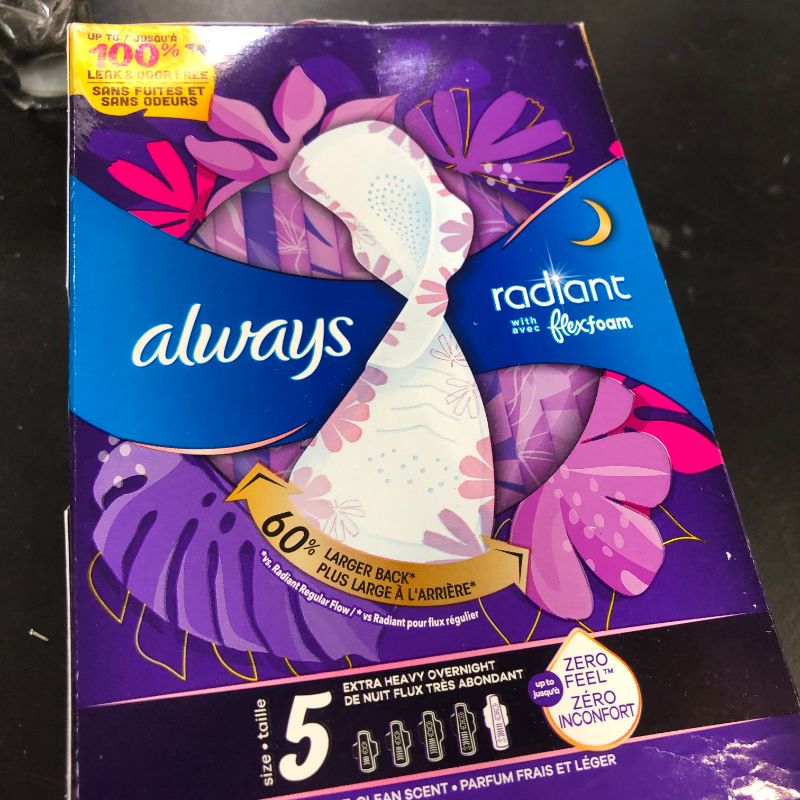 UP TO / JUSQU'À
100%
LEAK & ODOR FREE
SANS FUITES ET
SANS ODEURS
always
radiant
with
avec
flexfoam
60% LARGER BACK*
PLUS LARGE À L'ARRIÈRE*
*vs. Radiant Regular Flow / * vs Radiant pour flux régulier
size • taille
5
EXTRA HEAVY OVERNIGHT
DE NUIT FLUX TRÈS ABONDANT
up to
jusqu'à
ZERO
FEEL™
ZÉRO
INCONFORT
CLEAN SCENT • PARFUM FRAIS ET LÉGER